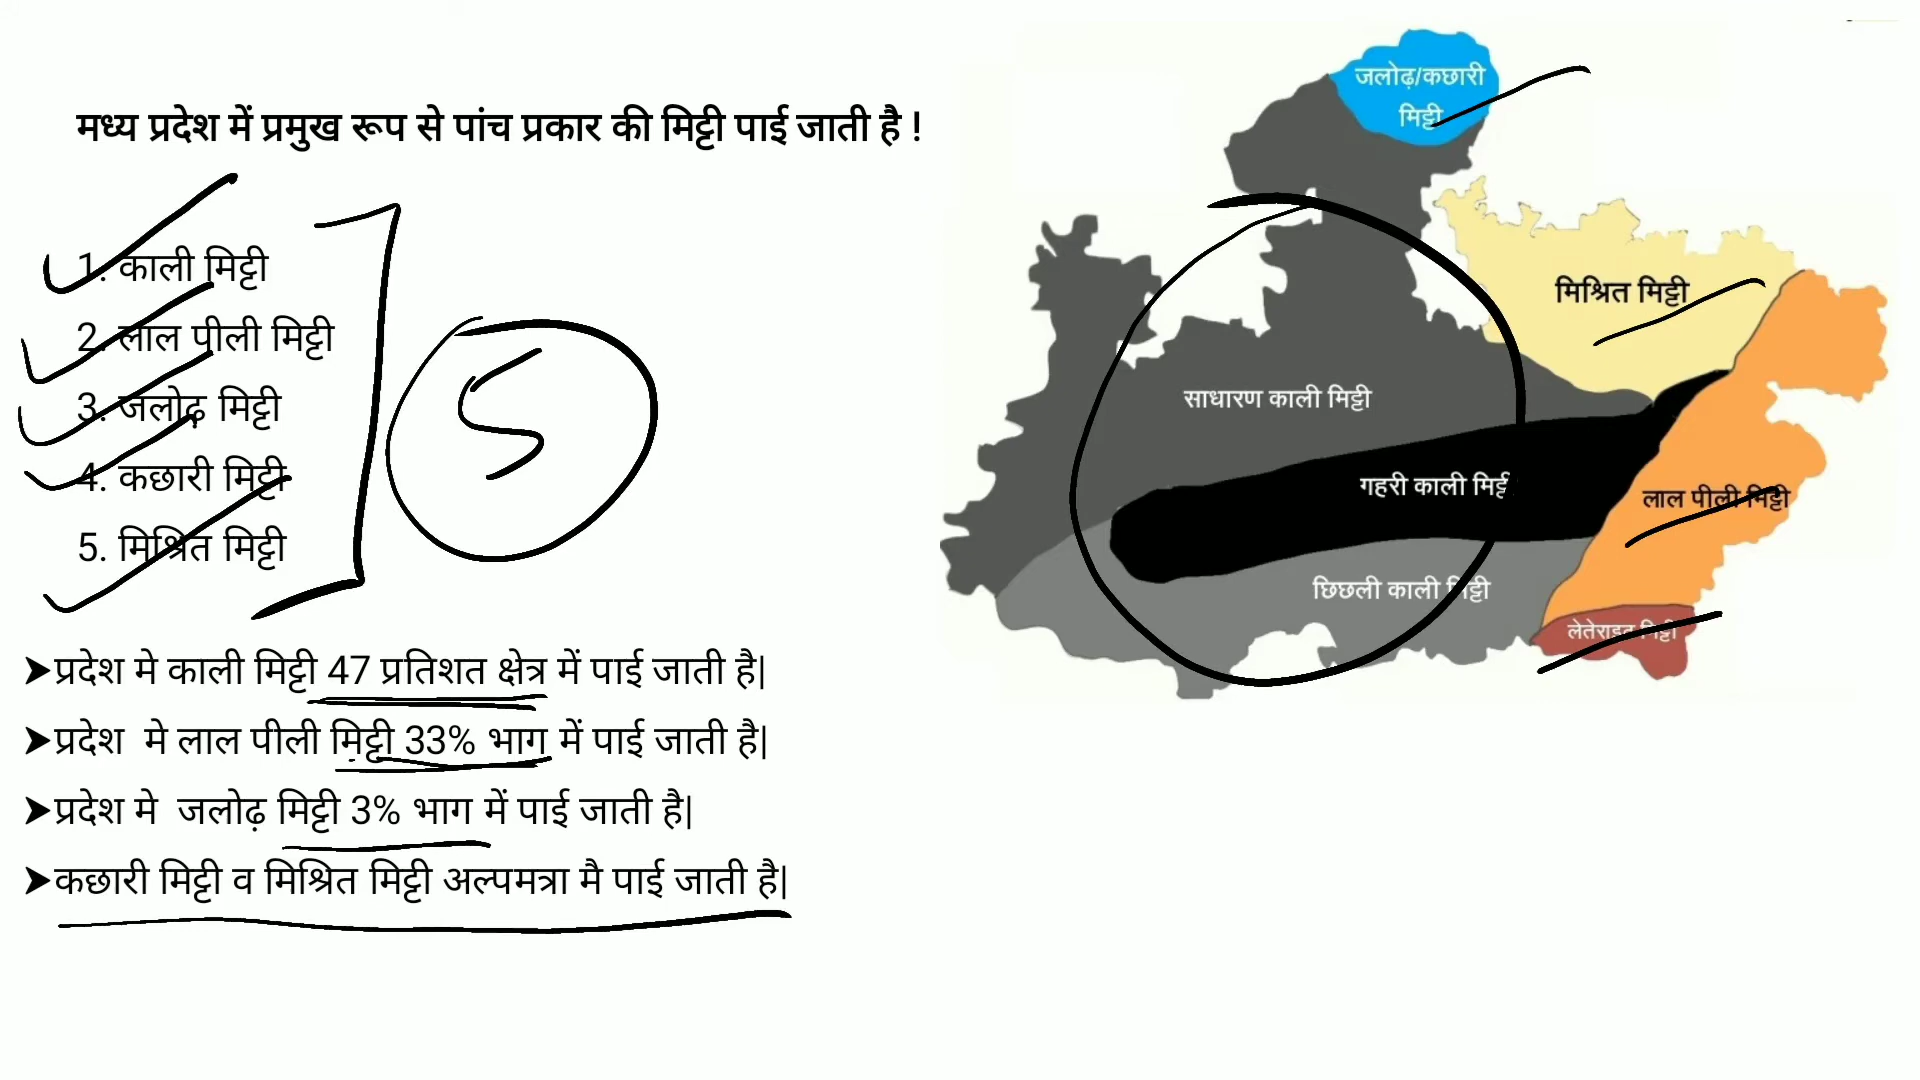 मध्य प्रदेश में प्रमुख रूप से पांच प्रकार की मिट्टी पाई जाती है !
1. काली मिट्टी
2. लाल पीली मिट्टी
3. जलोढ़ मिट्टी
4. कछारी मिट्टी
5. मिश्रित मिट्टी
5
➤प्रदेश मे काली मिट्टी 47 प्रतिशत क्षेत्र में पाई जाती है|
➤प्रदेश मे लाल पीली मिट्टी 33% भाग में पाई जाती है|
➤प्रदेश मे जलोढ़ मिट्टी 3% भाग में पाई जाती है|
➤कछारी मिट्टी व मिश्रित मिट्टी अल्पमत्रा मै पाई जाती है|
जलोढ़/कछारी
मिट्टी
मिश्रित मिट्टी
साधारण काली मिट्टी
गहरी काली मिट्टी
लाल पीली मिट्टी
छिछली काली मिट्टी
लेतेराइट मिट्टी